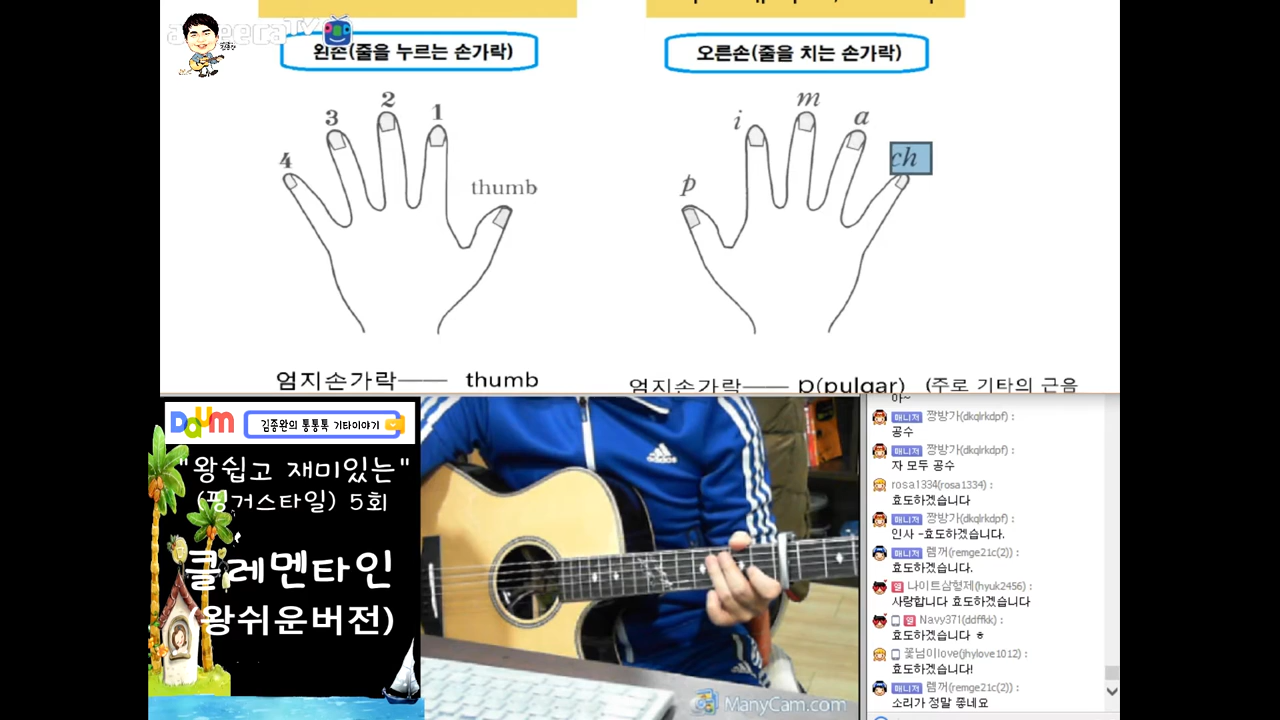 afreecaTV
왼손(줄을 누르는 손가락)
오른손(줄을 치는 손가락)
4 3 2 1 thumb
p i m a ch
엄지손가락—— thumb
엄지손가락—— p(pulgar) (주로 기타의 근음
Daum 김종완의 통통톡 기타이야기
"왕쉽고 재미있는"
(핑거스타일) 5회
클레멘타인
(왕쉬운버전)
adidas
ManyCam.com
아~
매니저 짱방가(dkqlrkdpf) :
공수
매니저 짱방가(dkqlrkdpf) :
자 모두 공수
rosa1334(rosa1334) :
효도하겠습니다
매니저 짱방가(dkqlrkdpf) :
인사 -효도하겠습니다.
매니저 렘꺼(remge21c(2)) :
효도하겠습니다.
열 나이트삼형제(hyuk2456) :
사랑합니다 효도하겠습니다
열 Navy371(ddffkk) :
효도하겠습니다 ㅎ
꽃님이love(jhylove1012) :
효도하겠습니다!
매니저 렘꺼(remge21c(2)) :
소리가 정말 좋네요